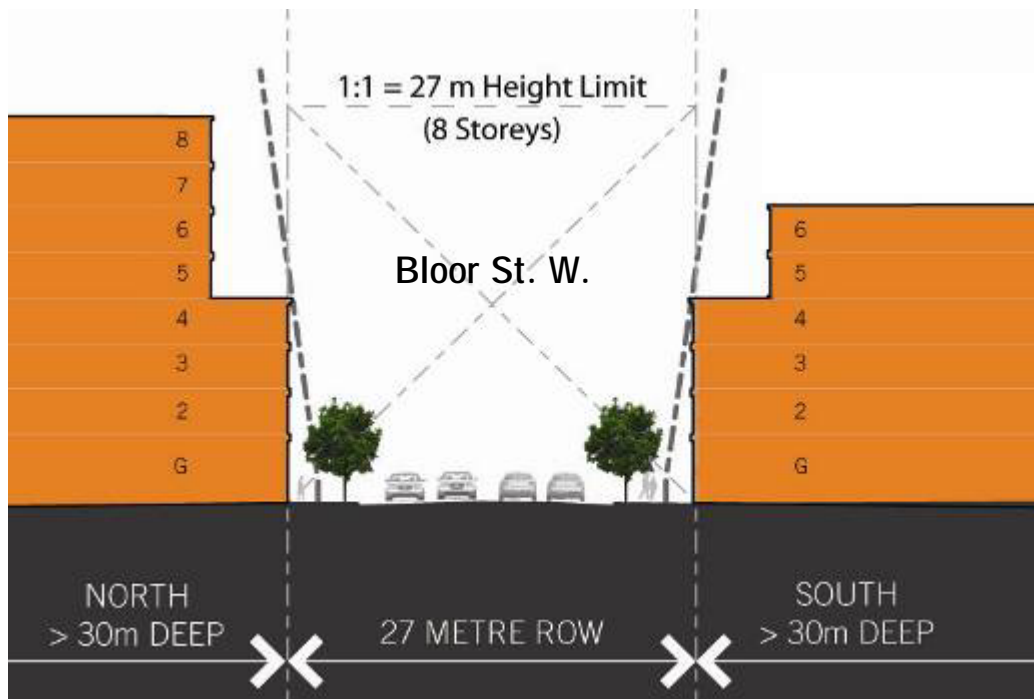 1:1 = 27 m Height Limit
(8 Storeys)
8
7
6
5
4
3
2
G
Bloor St. W.
6
5
4
3
2
G
NORTH
> 30m DEEP
27 METRE ROW
SOUTH
> 30m DEEP